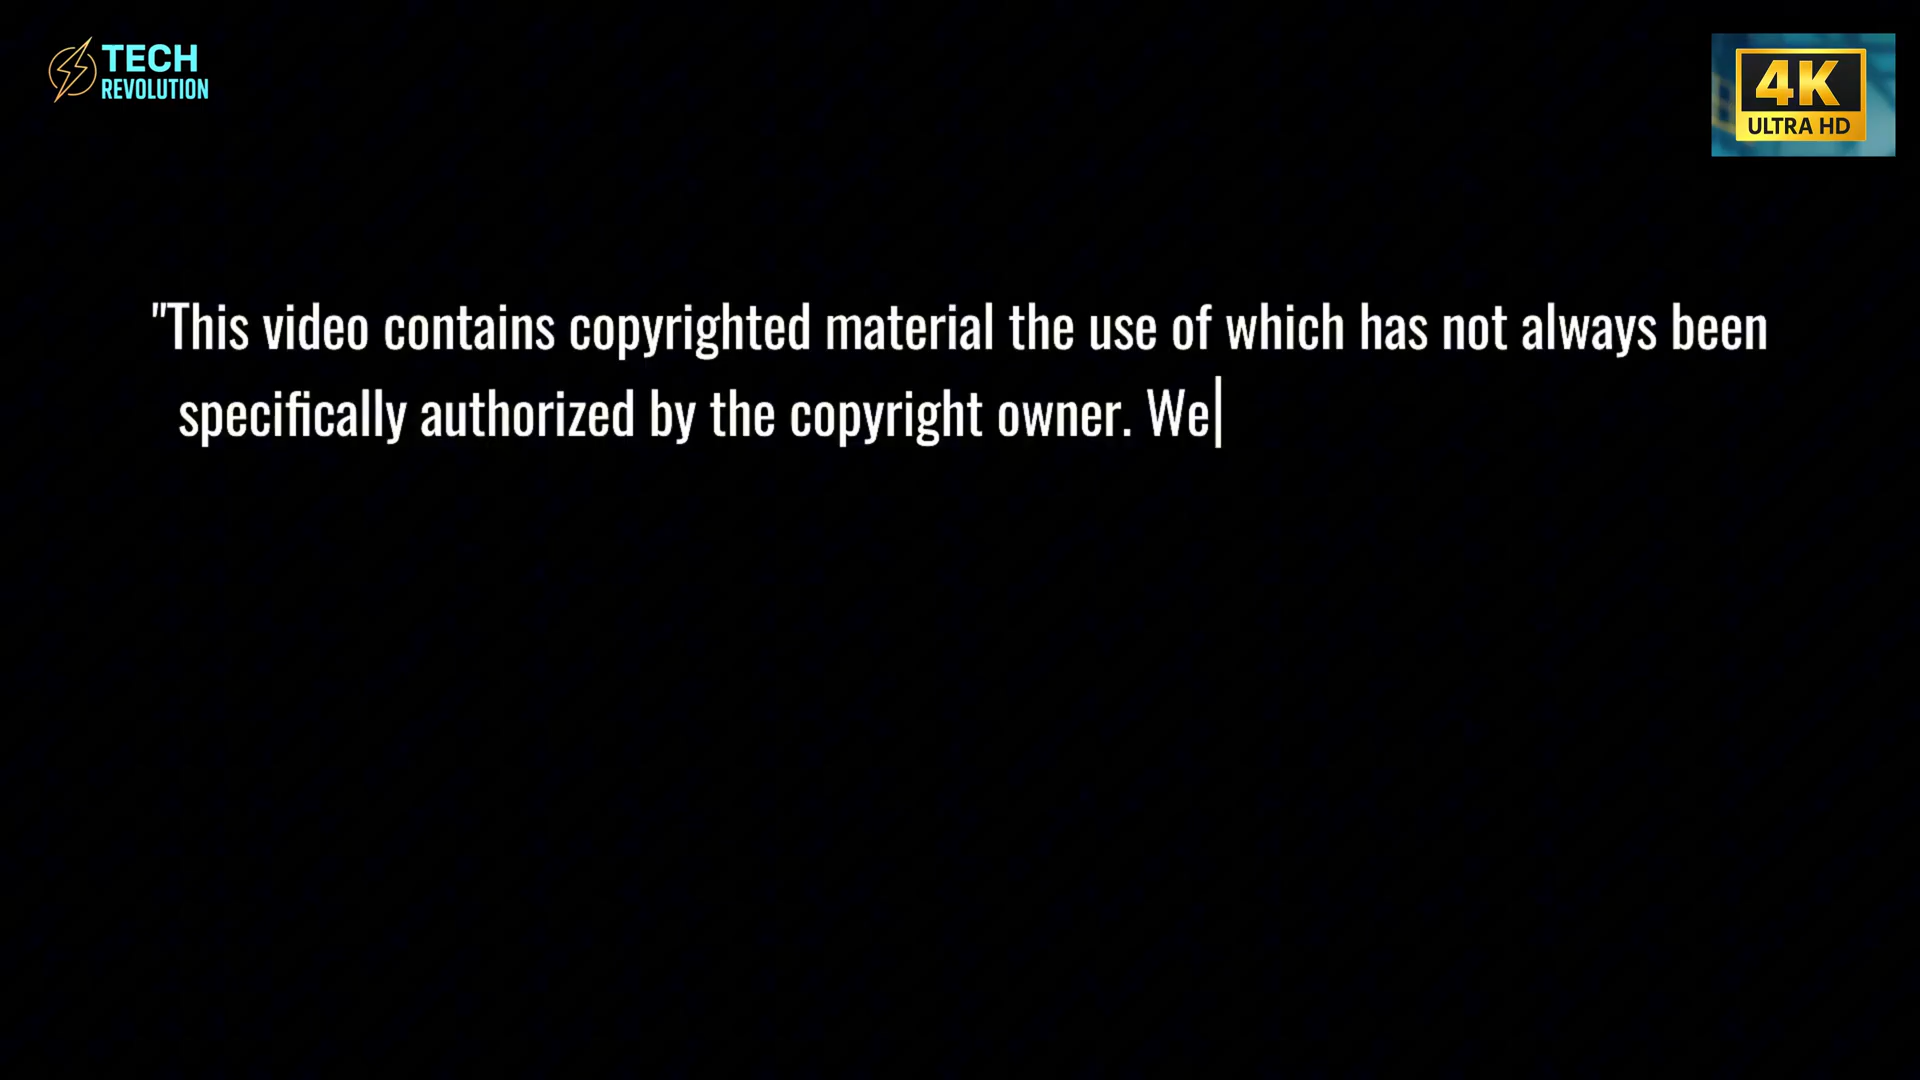 TECH
REVOLUTION
4K
ULTRA HD
"This video contains copyrighted material the use of which has not always been
specifically authorized by the copyright owner. We